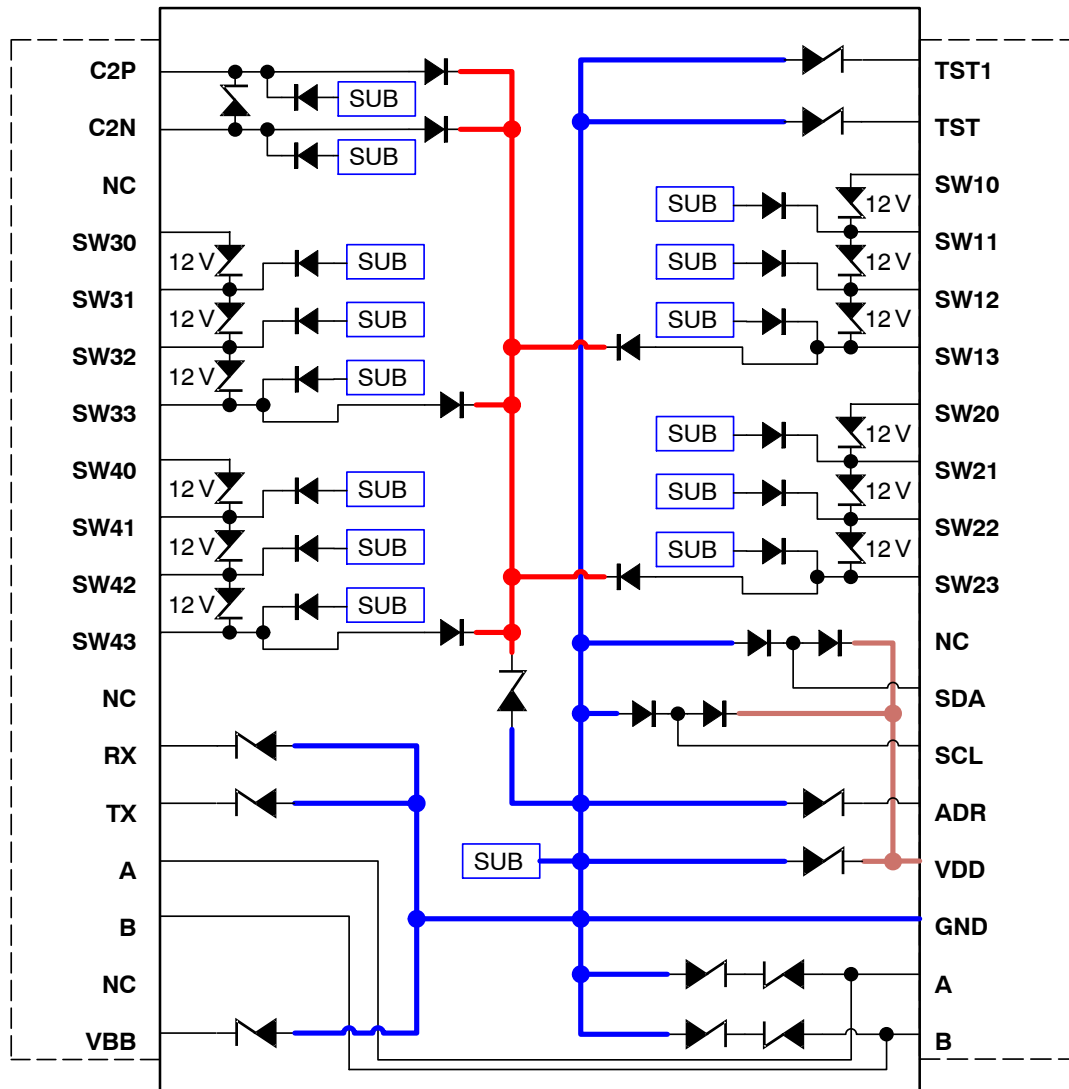 C2P
SUB
C2N
SUB
NC
SW30
12 V
SUB
SW31
12 V
SUB
SW32
12 V
SUB
SW33
SW40
12 V
SUB
SW41
12 V
SUB
SW42
12 V
SUB
SW43
NC
RX
TX
A
B
NC
VBB
SUB
TST1
TST
SW10
SUB
12 V
SW11
SUB
12 V
SW12
SUB
12 V
SW13
SW20
SUB
12 V
SW21
SUB
12 V
SW22
SUB
12 V
SW23
NC
SDA
SCL
ADR
VDD
GND
A
B